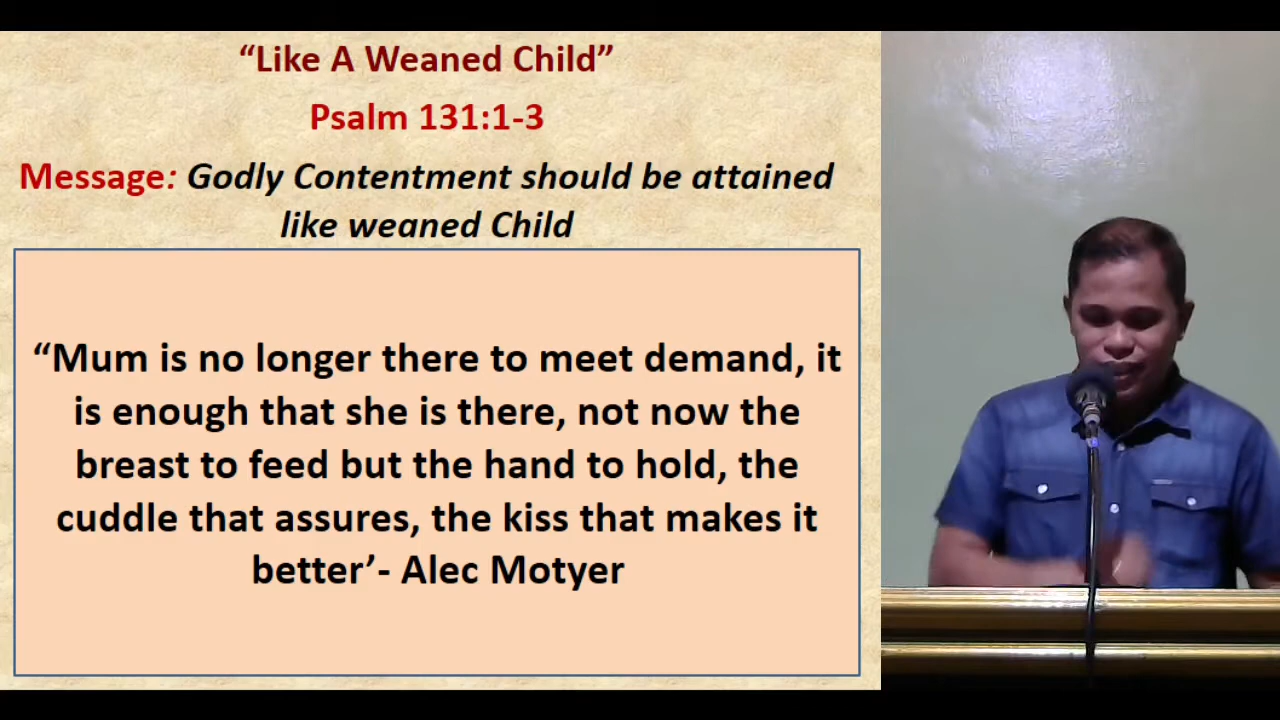 “Like A Weaned Child”
Psalm 131:1-3
Message: Godly Contentment should be attained
like weaned Child
“Mum is no longer there to meet demand, it
is enough that she is there, not now the
breast to feed but the hand to hold, the
cuddle that assures, the kiss that makes it
better’- Alec Motyer